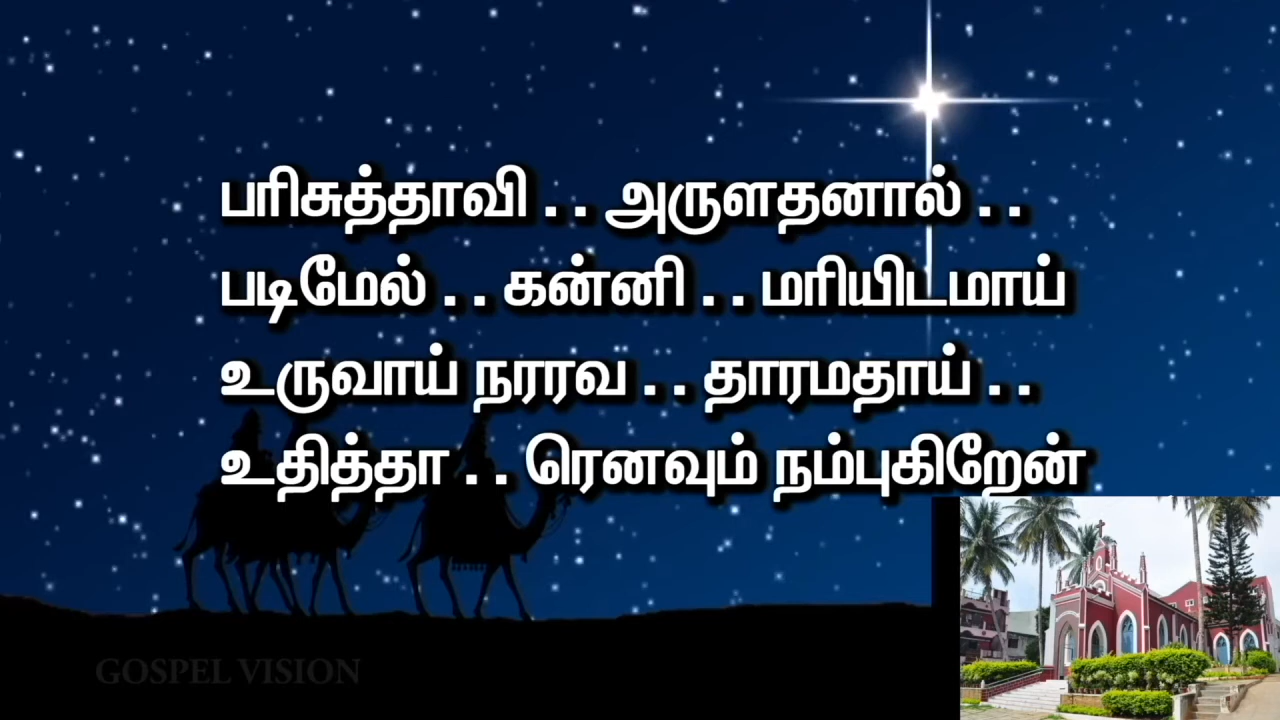 பரிசுத்தாவி . . அருளதனால் . .
படிமேல் . . கன்னி . . மரியிடமாய்
உருவாய் நரரவ . . தாரமதாய் . .
உதித்தா . . ரெனவும் நம்புகிறேன்
GOSPEL VISION